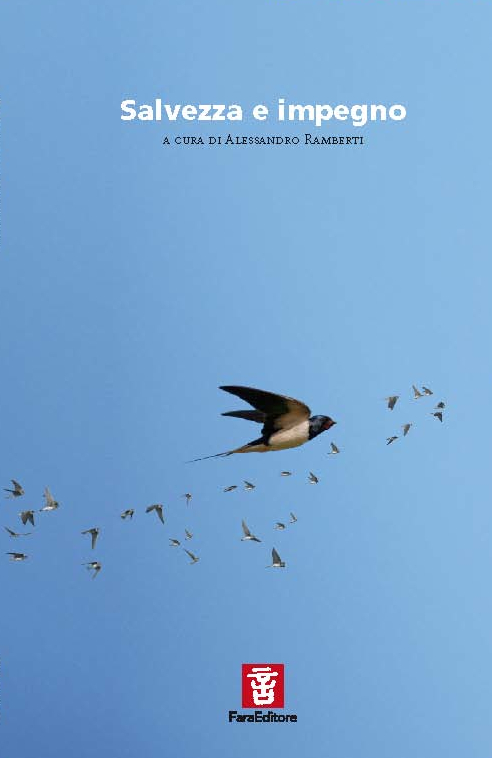 Salvezza e impegno
A CURA DI ALESSANDRO RAMBERTI
FaraEditore